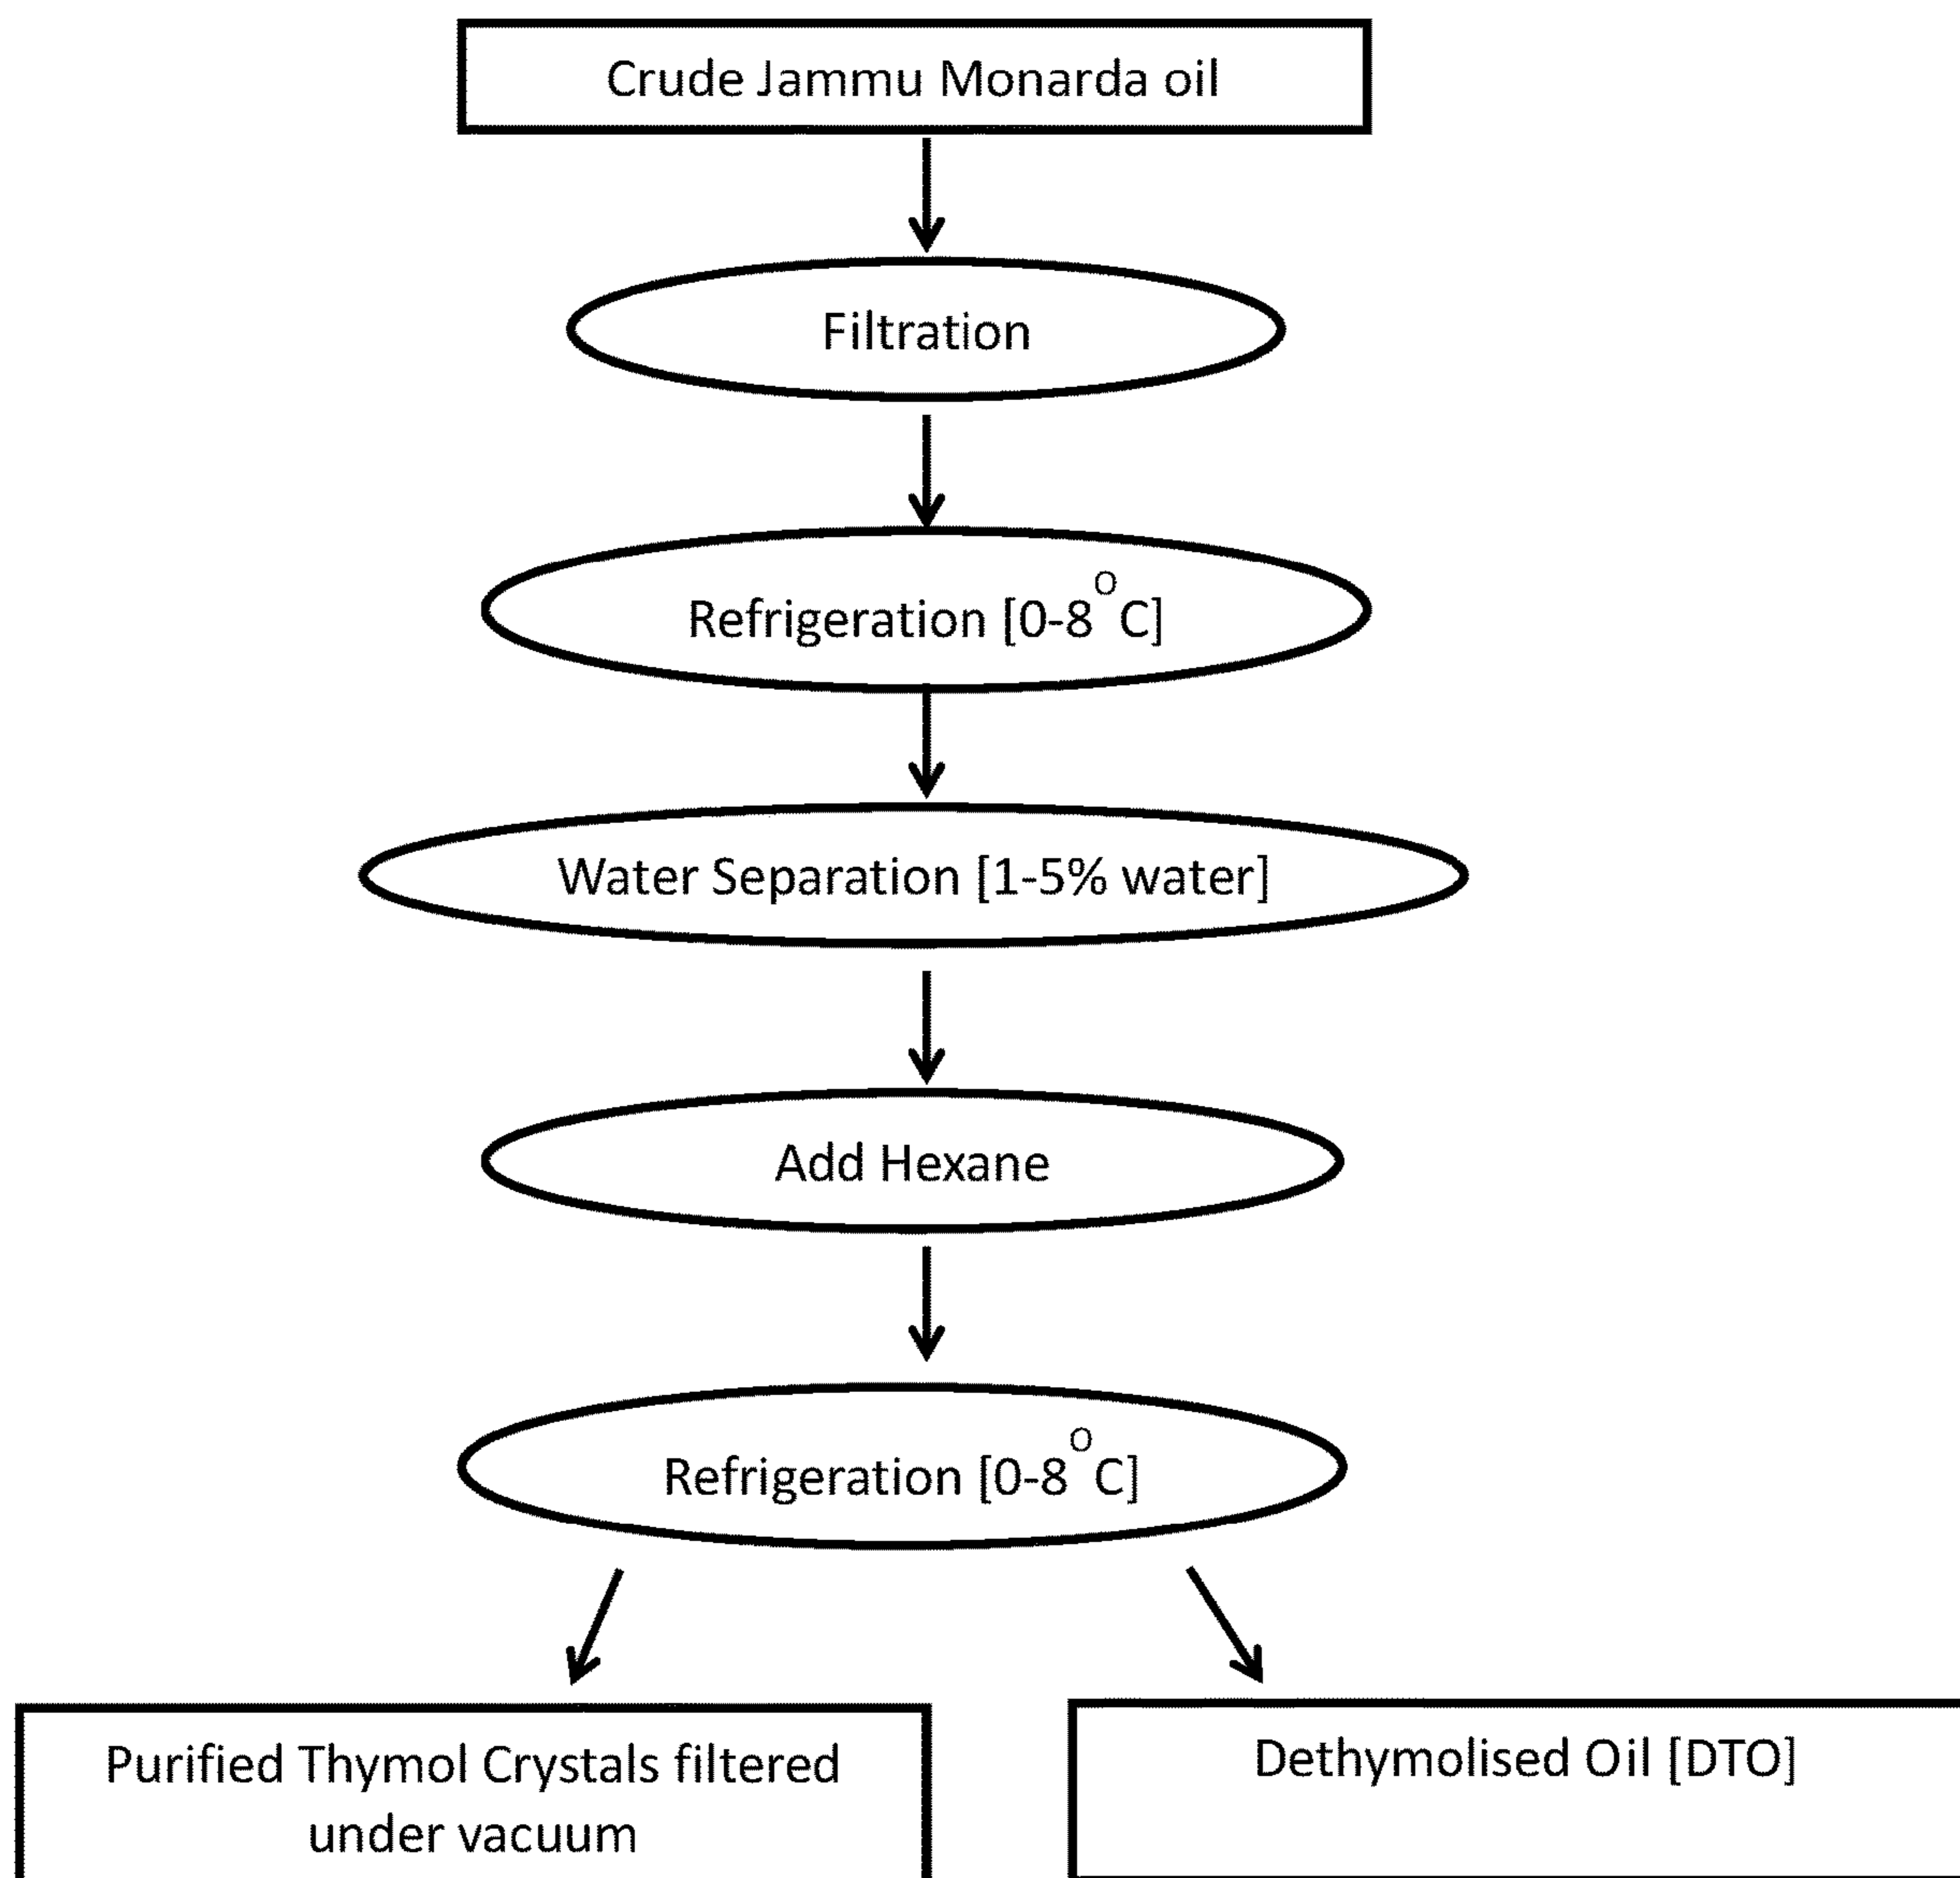 Crude Jammu Monarda oil
Filtration
Refrigeration [0-8°C]
Water Separation [1-5% water]
Add Hexane
Refrigeration [0-8°C]
Purified Thymol Crystals filtered
under vacuum
Dethymolised Oil [DTO]